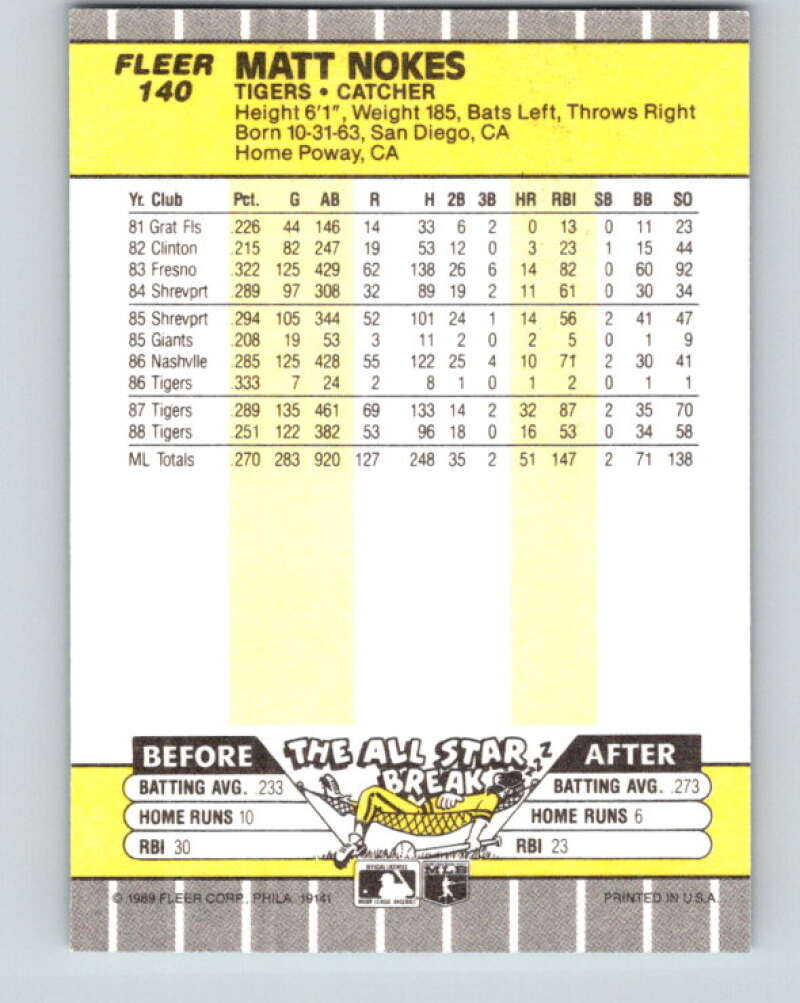 FLEER MATT NOKES
140 TIGERS • CATCHER
Height 6'1", Weight 185, Bats Left, Throws Right
Born 10-31-63, San Diego, CA
Home Poway, CA
Yr. Club Pct. G AB R H 2B 3B HR RBI SB BB SO
81 Grat Fls .226 44 146 14 33 6 2 0 13 0 11 23
82 Clinton .215 82 247 19 53 12 0 3 23 1 15 44
83 Fresno .322 125 429 62 138 26 6 14 82 0 60 92
84 Shrevprt .289 97 308 32 89 19 2 11 61 0 30 34
85 Shrevprt .294 105 344 52 101 24 1 14 56 2 41 47
85 Giants .208 19 53 3 11 2 0 2 5 0 1 9
86 Nashvlle .285 125 428 55 122 25 4 10 71 2 30 41
86 Tigers .333 7 24 2 8 1 0 1 2 0 1 1
87 Tigers .289 135 461 69 133 14 2 32 87 2 35 70
88 Tigers .251 122 382 53 96 18 0 16 53 0 34 58
ML Totals .270 283 920 127 248 35 2 51 147 2 71 138
BEFORE THE ALL STAR BREAK ZZZ AFTER
BATTING AVG. .233 BATTING AVG. .273
HOME RUNS 10 HOME RUNS 6
RBI 30 RBI 23
MLB
© 1989 FLEER CORP., PHILA. 19141 PRINTED IN U.S.A.